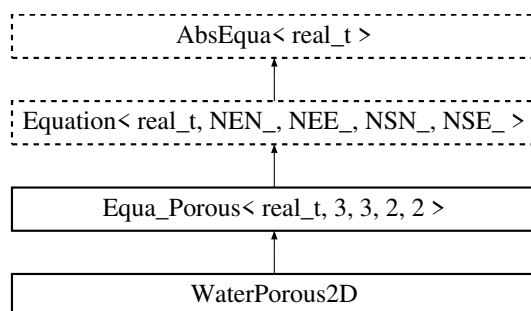 AbsEqua< real_t >
Equation< real_t, NEN_, NEE_, NSN_, NSE_ >
Equa_Porous< real_t, 3, 3, 2, 2 >
WaterPorous2D